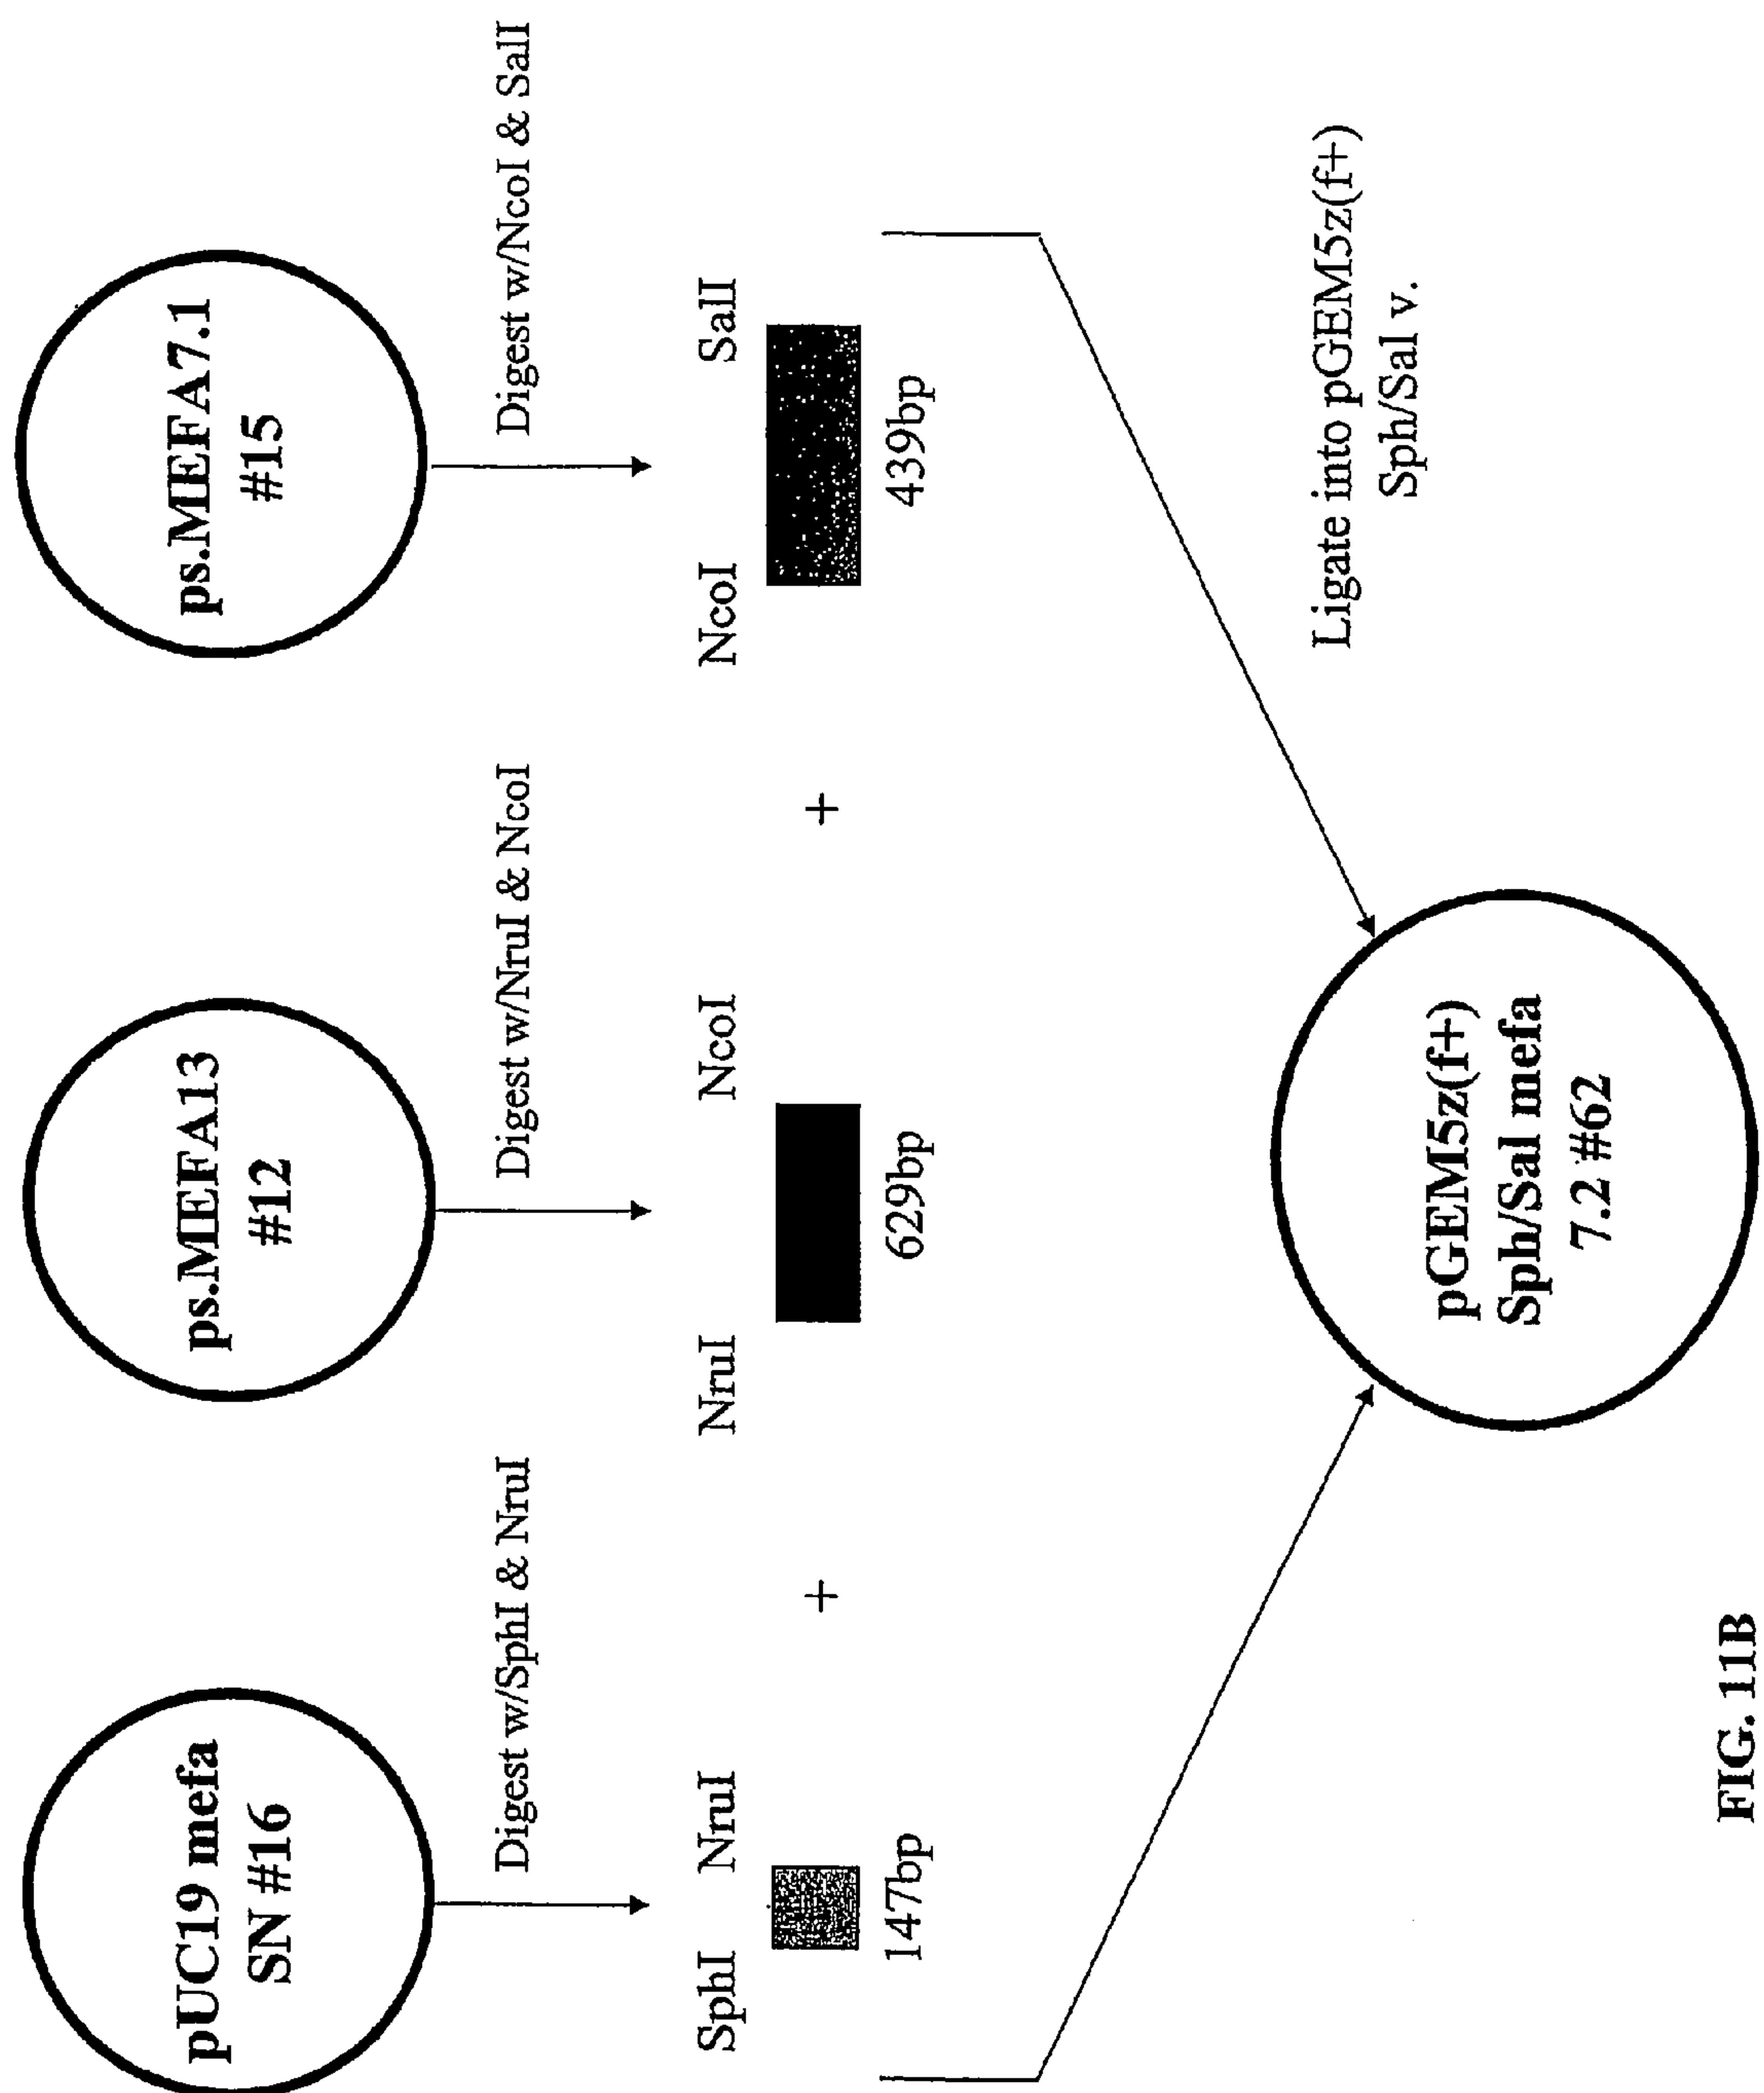 pUC19 mefa
SN #16
ps.MEFA13
#12
ps.MEFA7.1
#15
Digest w/SphI & NruI
Digest w/NruI & NcoI
Digest w/NcoI & SalI
SphI NruI
NruI NcoI
NcoI SalI
+
+
147bp
629bp
439bp
Ligate into pGEM5z(f+)
Sph/Sal v.
pGEM5z(f+)
Sph/Sal mefa
7.2 #62
FIG. 11B